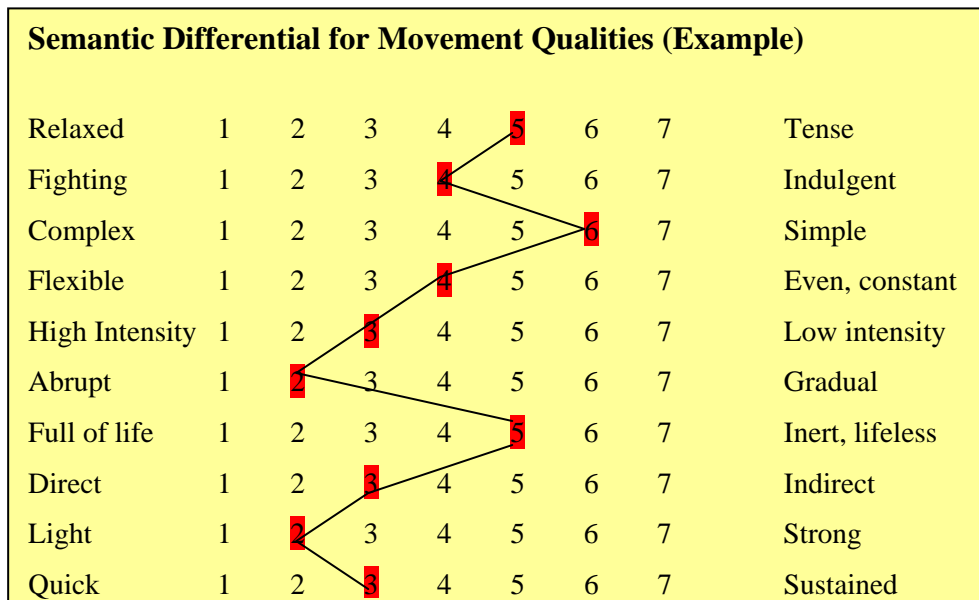 Semantic Differential for Movement Qualities (Example)
Relaxed 1 2 3 4 5 6 7 Tense
Fighting 1 2 3 4 5 6 7 Indulgent
Complex 1 2 3 4 5 6 7 Simple
Flexible 1 2 3 4 5 6 7 Even, constant
High Intensity 1 2 3 4 5 6 7 Low intensity
Abrupt 1 2 3 4 5 6 7 Gradual
Full of life 1 2 3 4 5 6 7 Inert, lifeless
Direct 1 2 3 4 5 6 7 Indirect
Light 1 2 3 4 5 6 7 Strong
Quick 1 2 3 4 5 6 7 Sustained